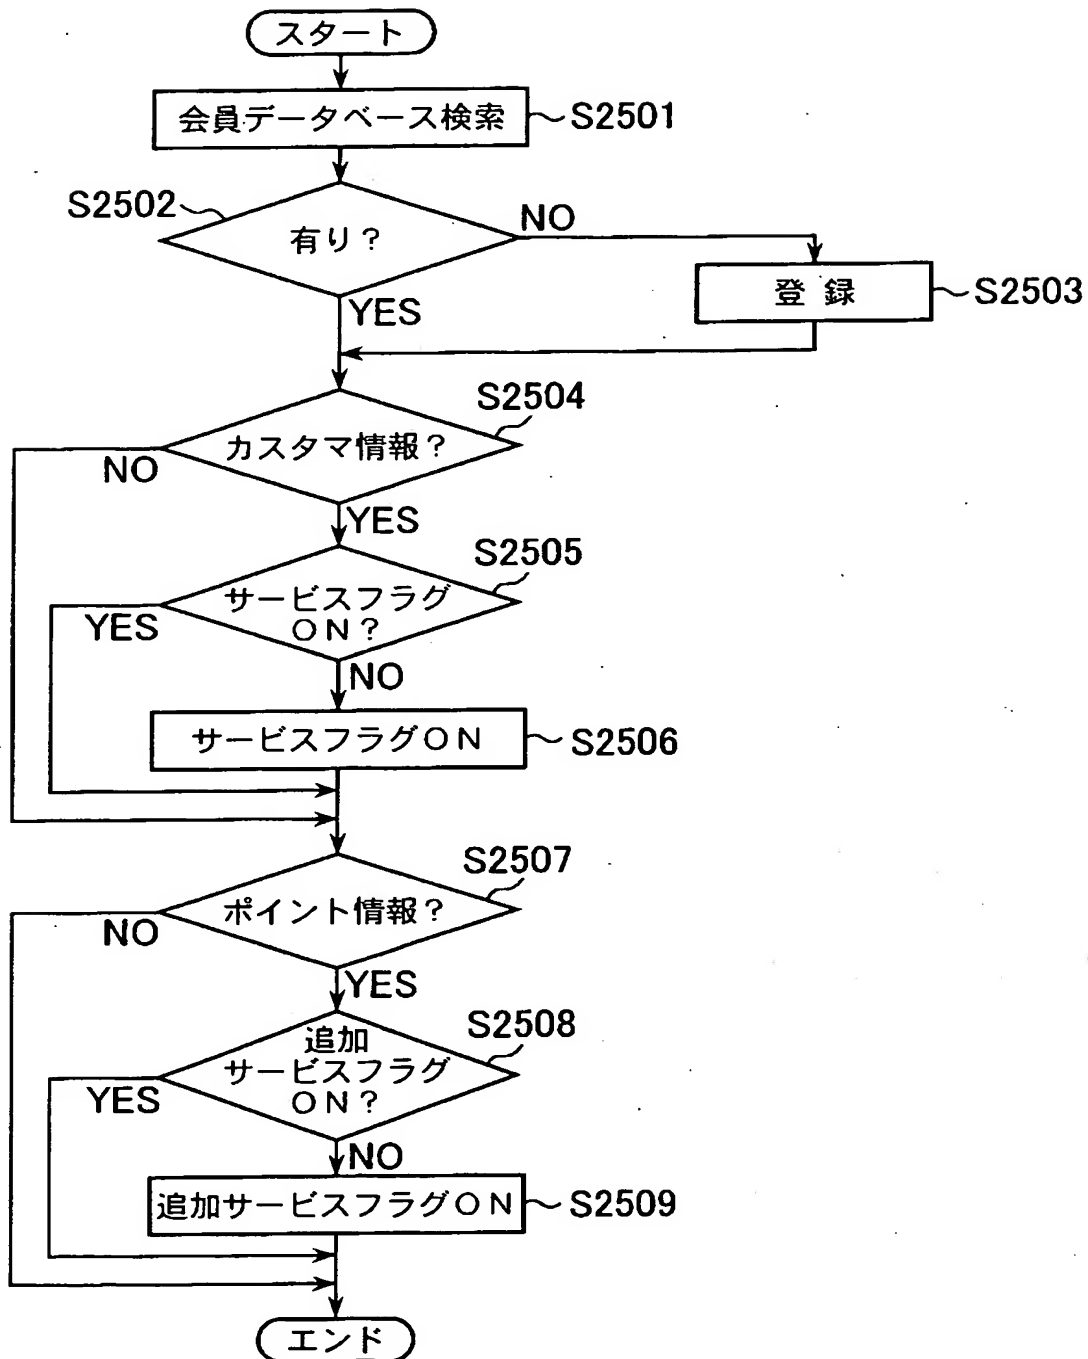 スタート
会員データベース検索
S2501
S2502
有り?
NO
YES
登 録
S2503
S2504
カスタマ情報?
NO
YES
S2505
サービスフラグ
ON?
YES
NO
サービスフラグON
S2506
S2507
ポイント情報?
NO
YES
S2508
追加
サービスフラグ
ON?
YES
NO
追加サービスフラグON
S2509
エンド